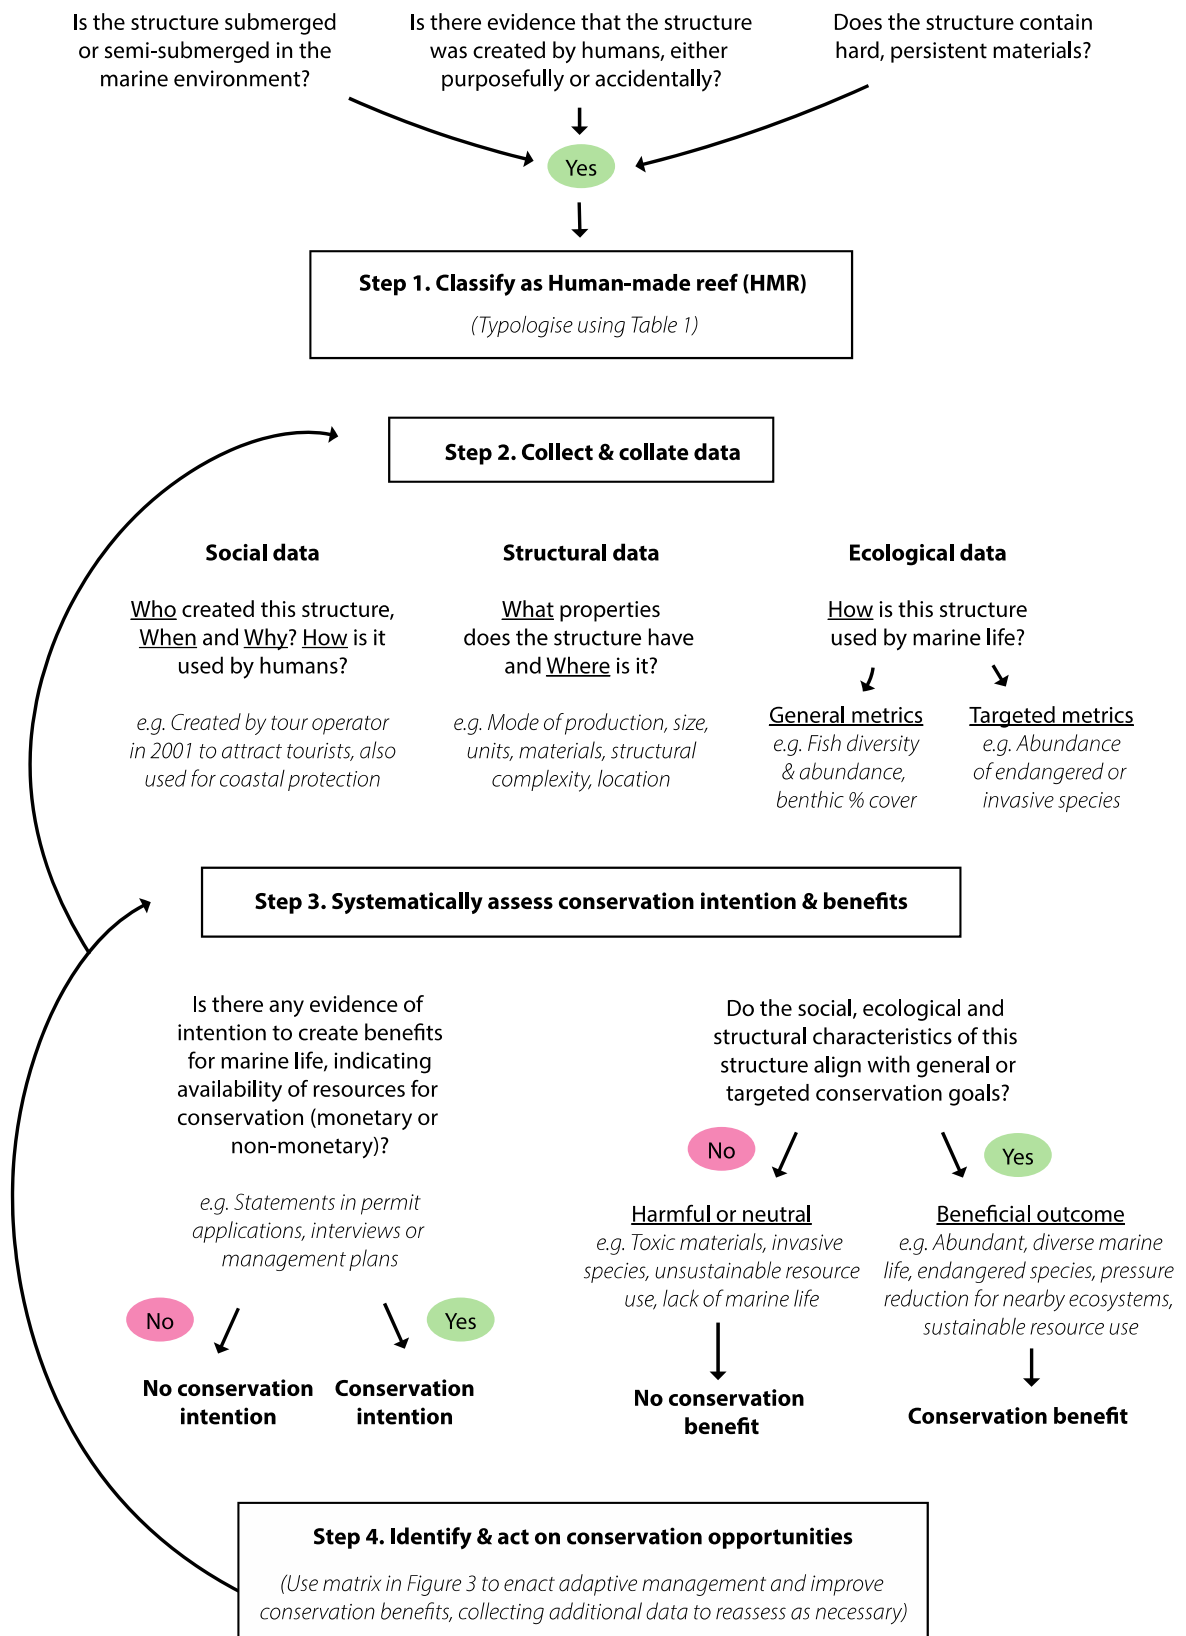 Is the structure submerged
or semi-submerged in the
marine environment?
Is there evidence that the structure
was created by humans, either
purposefully or accidentally?
Does the structure contain
hard, persistent materials?
Yes
Step 1. Classify as Human-made reef (HMR)
(Typologise using Table 1)
Step 2. Collect & collate data
Social data
Who created this structure,
When and Why? How is it
used by humans?
e.g. Created by tour operator
in 2001 to attract tourists, also
used for coastal protection
Structural data
What properties
does the structure have
and Where is it?
e.g. Mode of production, size,
units, materials, structural
complexity, location
Ecological data
How is this structure
used by marine life?
General metrics
e.g. Fish diversity
& abundance,
benthic % cover
Targeted metrics
e.g. Abundance
of endangered or
invasive species
Step 3. Systematically assess conservation intention & benefits
Is there any evidence of
intention to create benefits
for marine life, indicating
availability of resources for
conservation (monetary or
non-monetary)?
e.g. Statements in permit
applications, interviews or
management plans
No
Yes
No conservation
intention
Conservation
intention
Do the social, ecological and
structural characteristics of this
structure align with general or
targeted conservation goals?
No
Yes
Harmful or neutral
e.g. Toxic materials, invasive
species, unsustainable resource
use, lack of marine life
Beneficial outcome
e.g. Abundant, diverse marine
life, endangered species, pressure
reduction for nearby ecosystems,
sustainable resource use
No conservation
benefit
Conservation benefit
Step 4. Identify & act on conservation opportunities
(Use matrix in Figure 3 to enact adaptive management and improve
conservation benefits, collecting additional data to reassess as necessary)